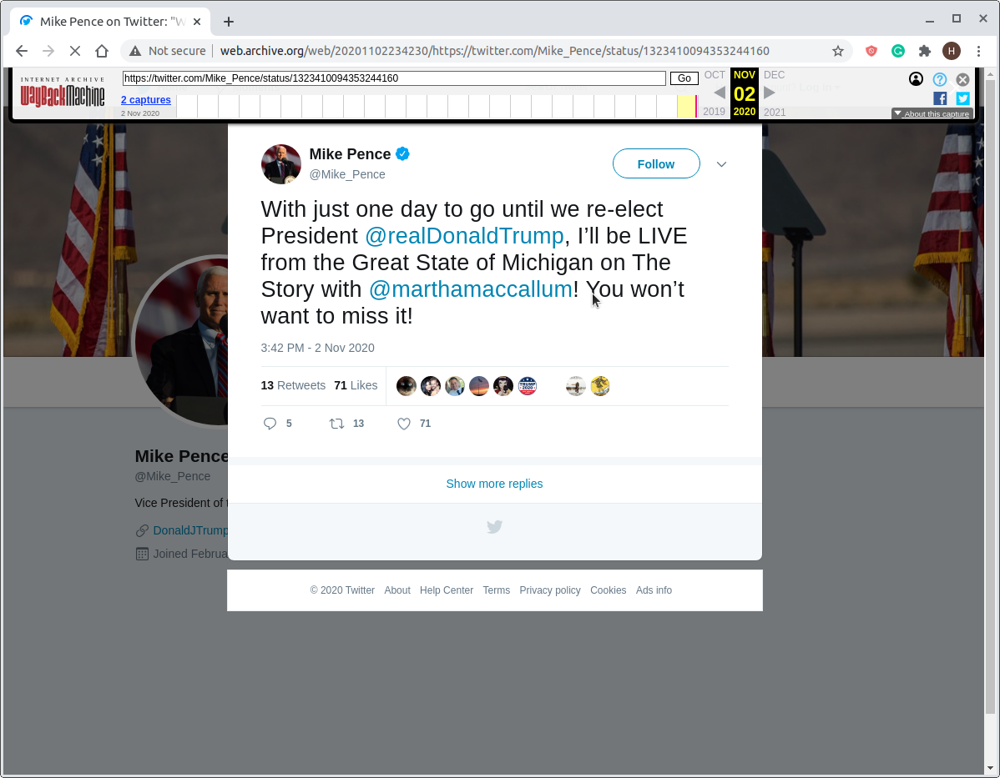 Mike Pence on Twitter: "W
Not secure
web.archive.org/web/20201102234230/https://twitter.com/Mike_Pence/status/1323410094353244160
H
INTERNET ARCHIVE
WayBackMachine
https://twitter.com/Mike_Pence/status/1323410094353244160
Go
OCT
NOV
DEC
2 captures
02
2 Nov 2020
2019
2020
2021
About this capture
Mike Pence
@Mike_Pence
Follow
With just one day to go until we re-elect
President @realDonaldTrump, I’ll be LIVE
from the Great State of Michigan on The
Story with @marthamaccallum! You won’t
want to miss it!
3:42 PM - 2 Nov 2020
13 Retweets 71 Likes
TRUMP
2020
5
13
71
Show more replies
Mike Pence
@Mike_Pence
Vice President of t
DonaldJTrump
Joined Februa
© 2020 Twitter About Help Center Terms Privacy policy Cookies Ads info